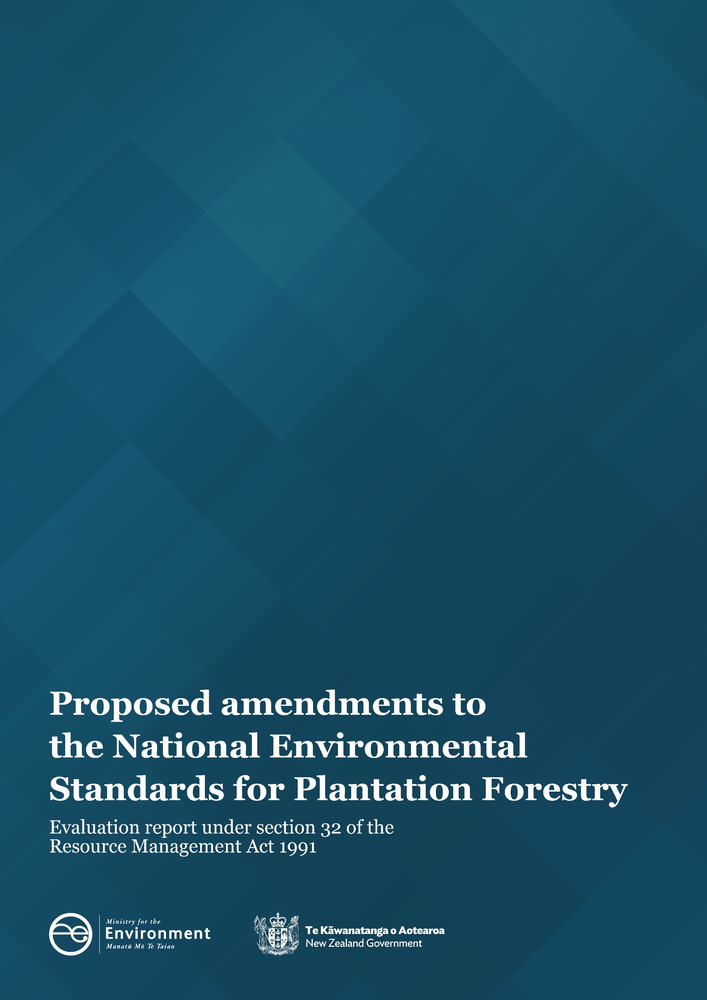 Proposed amendments to
the National Environmental
Standards for Plantation Forestry
Evaluation report under section 32 of the
Resource Management Act 1991
Ministry for the
Environment
Manatū Mō Te Taiao
Te Kāwanatanga o Aotearoa
New Zealand Government